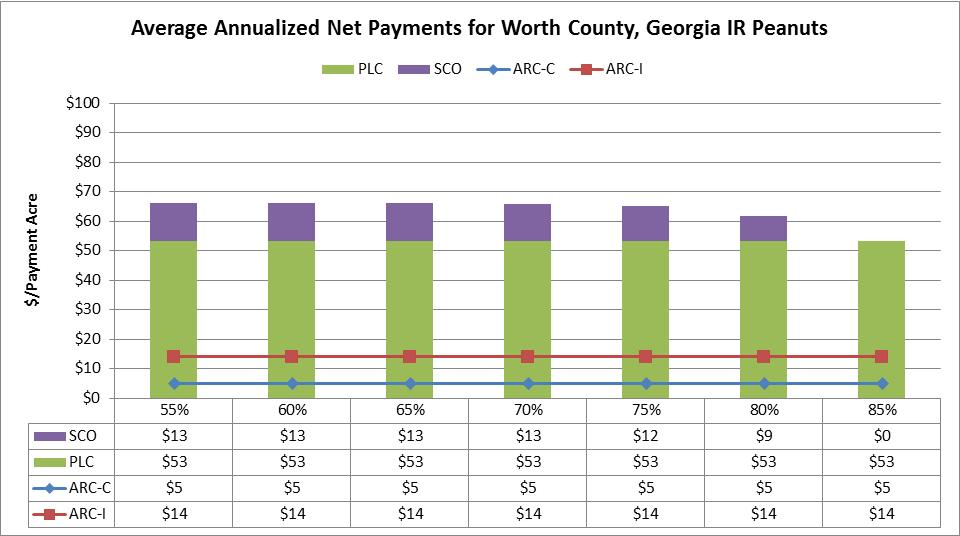 Average Annualized Net Payments for Worth County, Georgia IR Peanuts
PLC SCO ARC-C ARC-I
$/Payment Acre
$100
$90
$80
$70
$60
$50
$40
$30
$20
$10
$0
55% 60% 65% 70% 75% 80% 85%
SCO $13 $13 $13 $13 $12 $9 $0
PLC $53 $53 $53 $53 $53 $53 $53
ARC-C $5 $5 $5 $5 $5 $5 $5
ARC-I $14 $14 $14 $14 $14 $14 $14